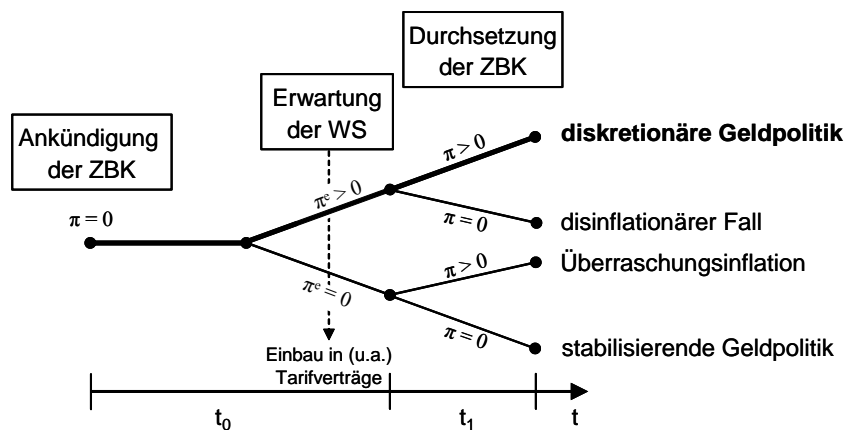 Durchsetzung
der ZBK
Erwartung
der WS
Ankündigung
der ZBK
π = 0
πᵉ > 0
πᵉ = 0
π > 0
π = 0
π > 0
π = 0
diskretionäre Geldpolitik
disinflationärer Fall
Überraschungsinflation
stabilisierende Geldpolitik
Einbau in (u.a.)
Tarifverträge
t₀
t₁
t